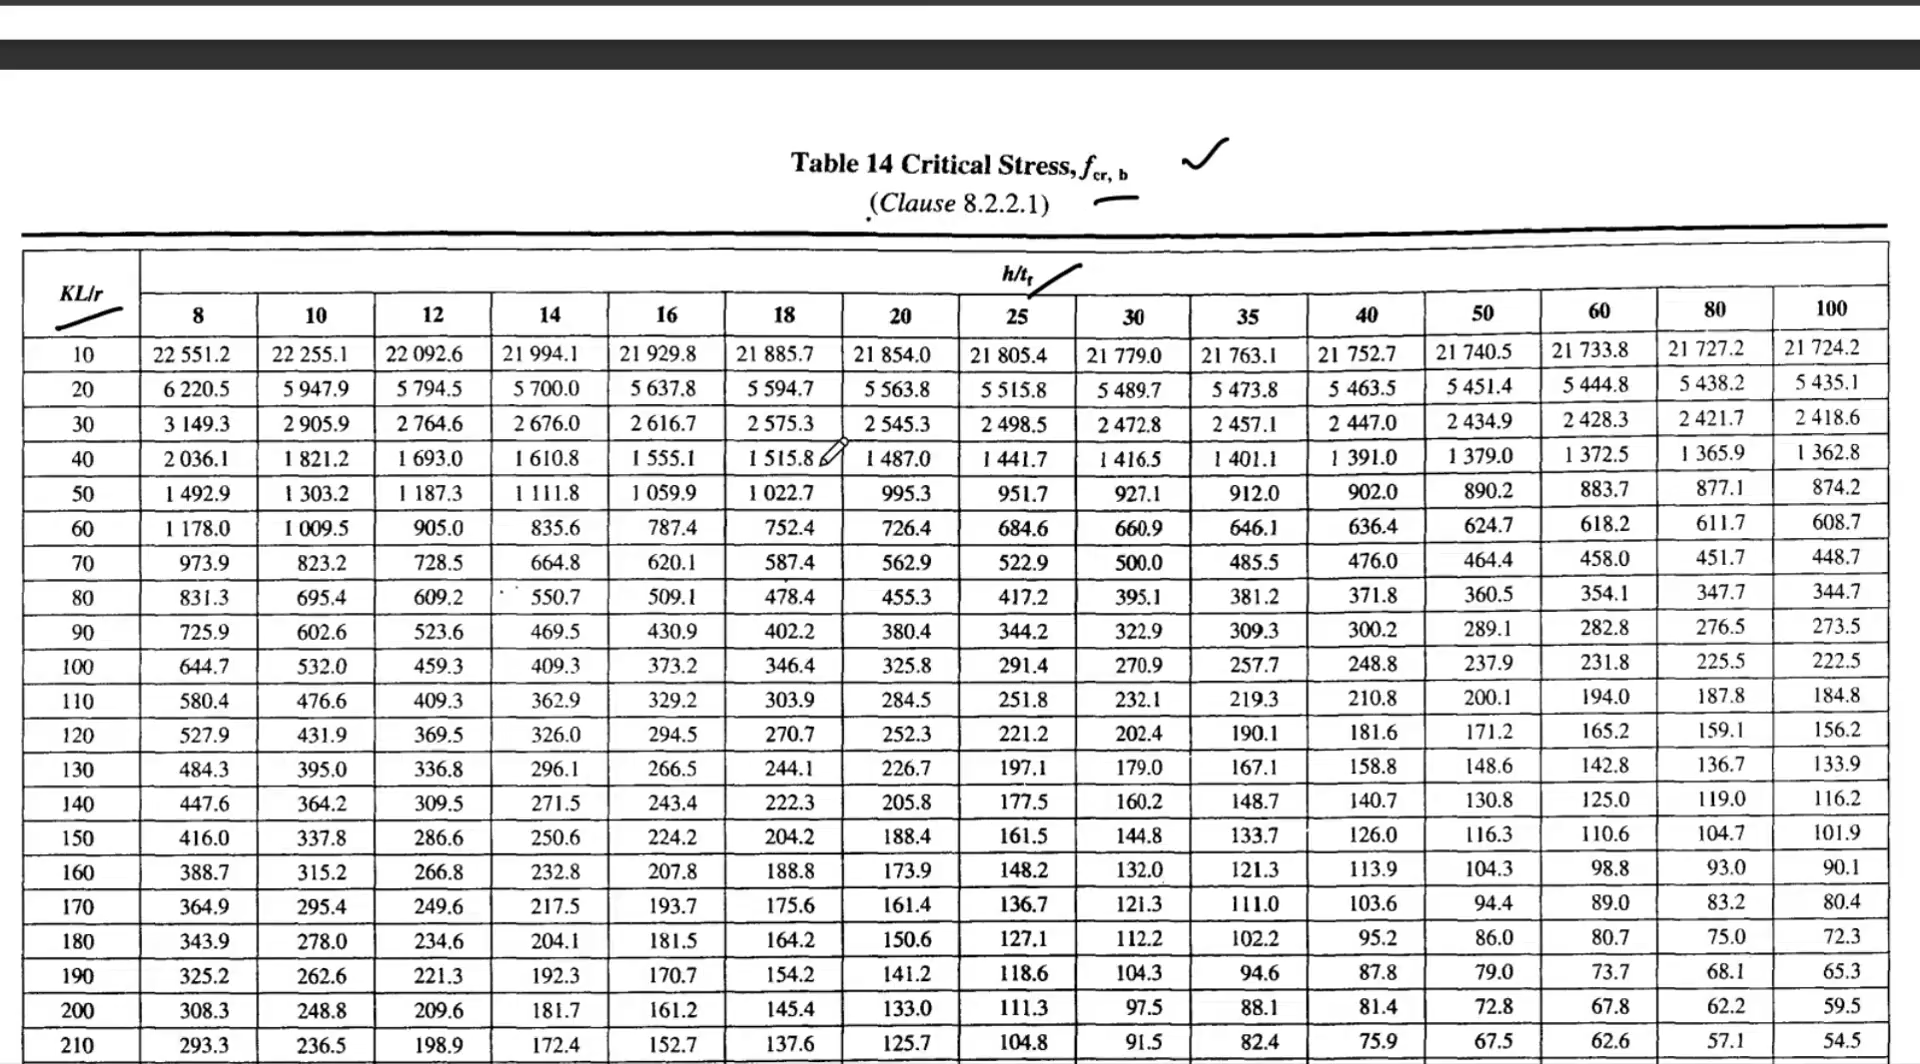 Table 14 Critical Stress, fcr, b
(Clause 8.2.2.1)
KL/r h/tf
8 10 12 14 16 18 20 25 30 35 40 50 60 80 100
10 22 551.2 22 255.1 22 092.6 21 994.1 21 929.8 21 885.7 21 854.0 21 805.4 21 779.0 21 763.1 21 752.7 21 740.5 21 733.8 21 727.2 21 724.2
20 6 220.5 5 947.9 5 794.5 5 700.0 5 637.8 5 594.7 5 563.8 5 515.8 5 489.7 5 473.8 5 463.5 5 451.4 5 444.8 5 438.2 5 435.1
30 3 149.3 2 905.9 2 764.6 2 676.0 2 616.7 2 575.3 2 545.3 2 498.5 2 472.8 2 457.1 2 447.0 2 434.9 2 428.3 2 421.7 2 418.6
40 2 036.1 1 821.2 1 693.0 1 610.8 1 555.1 1 515.8 1 487.0 1 441.7 1 416.5 1 401.1 1 391.0 1 379.0 1 372.5 1 365.9 1 362.8
50 1 492.9 1 303.2 1 187.3 1 111.8 1 059.9 1 022.7 995.3 951.7 927.1 912.0 902.0 890.2 883.7 877.1 874.2
60 1 178.0 1 009.5 905.0 835.6 787.4 752.4 726.4 684.6 660.9 646.1 636.4 624.7 618.2 611.7 608.7
70 973.9 823.2 728.5 664.8 620.1 587.4 562.9 522.9 500.0 485.5 476.0 464.4 458.0 451.7 448.7
80 831.3 695.4 609.2 550.7 509.1 478.4 455.3 417.2 395.1 381.2 371.8 360.5 354.1 347.7 344.7
90 725.9 602.6 523.6 469.5 430.9 402.2 380.4 344.2 322.9 309.3 300.2 289.1 282.8 276.5 273.5
100 644.7 532.0 459.3 409.3 373.2 346.4 325.8 291.4 270.9 257.7 248.8 237.9 231.8 225.5 222.5
110 580.4 476.6 409.3 362.9 329.2 303.9 284.5 251.8 232.1 219.3 210.8 200.1 194.0 187.8 184.8
120 527.9 431.9 369.5 326.0 294.5 270.7 252.3 221.2 202.4 190.1 181.6 171.2 165.2 159.1 156.2
130 484.3 395.0 336.8 296.1 266.5 244.1 226.7 197.1 179.0 167.1 158.8 148.6 142.8 136.7 133.9
140 447.6 364.2 309.5 271.5 243.4 222.3 205.8 177.5 160.2 148.7 140.7 130.8 125.0 119.0 116.2
150 416.0 337.8 286.6 250.6 224.2 204.2 188.4 161.5 144.8 133.7 126.0 116.3 110.6 104.7 101.9
160 388.7 315.2 266.8 232.8 207.8 188.8 173.9 148.2 132.0 121.3 113.9 104.3 98.8 93.0 90.1
170 364.9 295.4 249.6 217.5 193.7 175.6 161.4 136.7 121.3 111.0 103.6 94.4 89.0 83.2 80.4
180 343.9 278.0 234.6 204.1 181.5 164.2 150.6 127.1 112.2 102.2 95.2 86.0 80.7 75.0 72.3
190 325.2 262.6 221.3 192.3 170.7 154.2 141.2 118.6 104.3 94.6 87.8 79.0 73.7 68.1 65.3
200 308.3 248.8 209.6 181.7 161.2 145.4 133.0 111.3 97.5 88.1 81.4 72.8 67.8 62.2 59.5
210 293.3 236.5 198.9 172.4 152.7 137.6 125.7 104.8 91.5 82.4 75.9 67.5 62.6 57.1 54.5